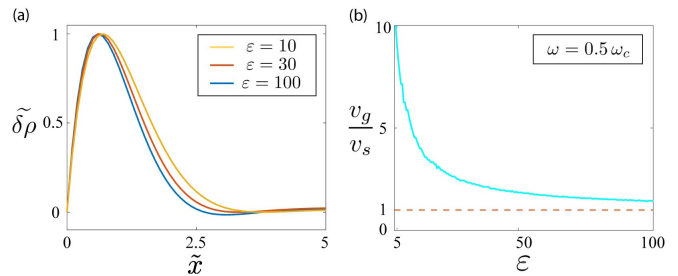 (a)
1
0.5
0
δρ̃
0
2.5
5
x̃
ε = 10
ε = 30
ε = 100
(b)
10
5
1
0
v_g
v_s
5
50
100
ε
ω = 0.5 ω_c